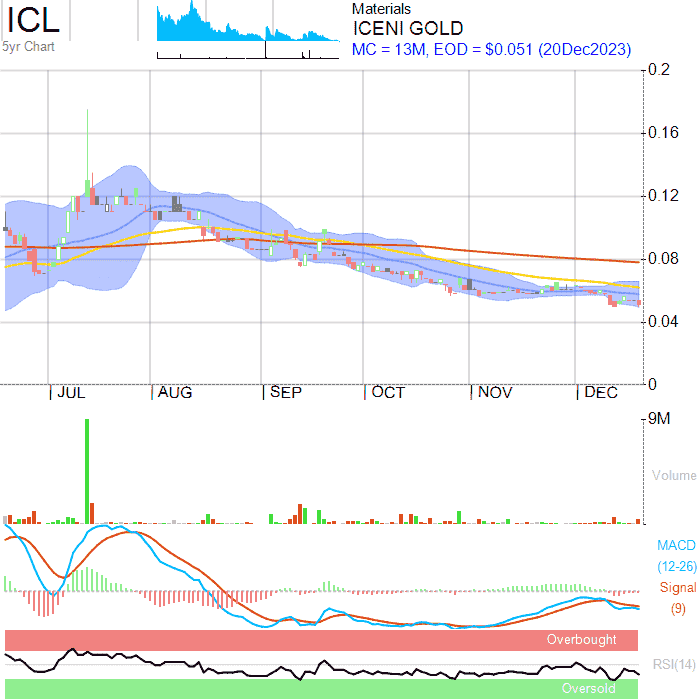 ICL
5yr Chart
Materials
ICENI GOLD
MC = 13M, EOD = $0.051 (20Dec2023)
0.2
0.16
0.12
0.08
0.04
0
JUL AUG SEP OCT NOV DEC
9M
Volume
MACD
(12-26)
Signal
(9)
Overbought
RSI(14)
Oversold